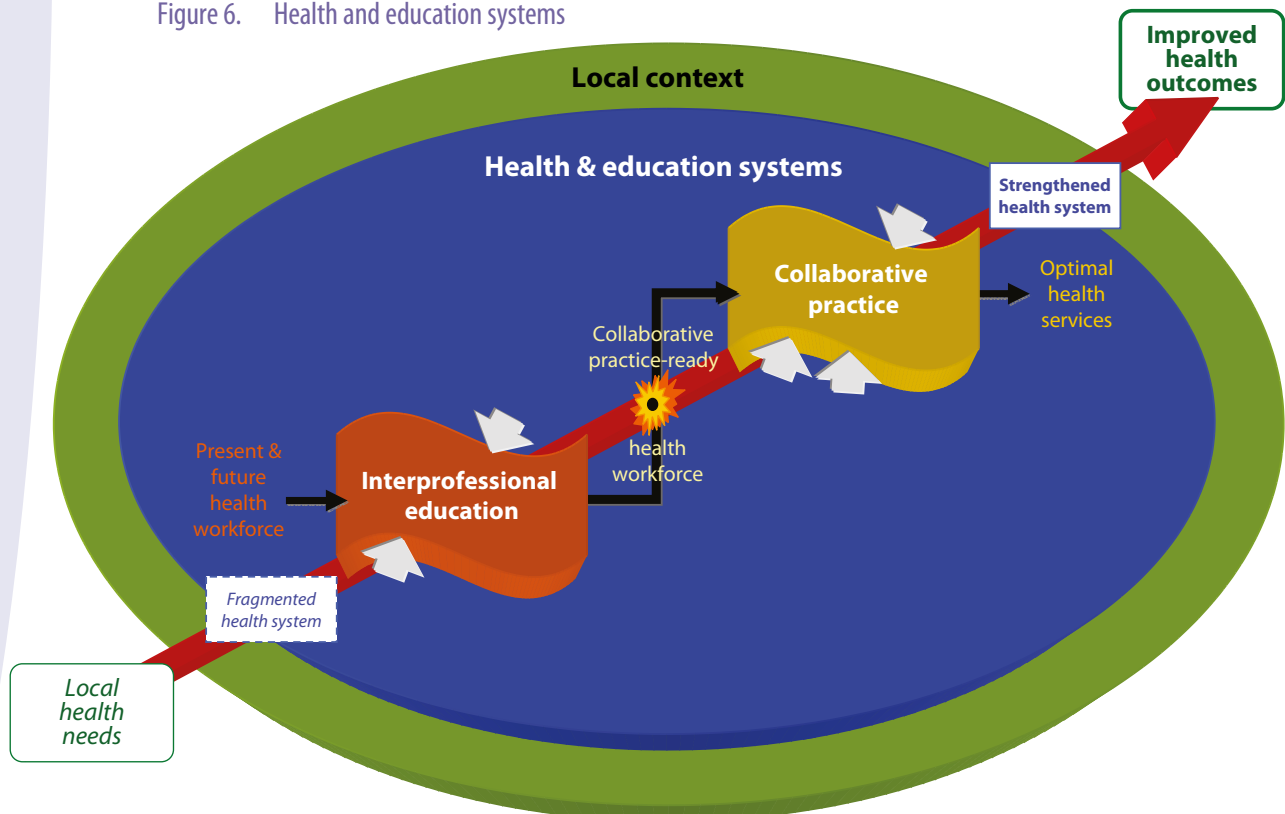 Figure 6. Health and education systems
Improved
health
outcomes
Local context
Health & education systems
Strengthened
health system
Collaborative
practice
Optimal
health
services
Collaborative
practice-ready
health
workforce
Present &
future
health
workforce
Interprofessional
education
Fragmented
health system
Local
health
needs